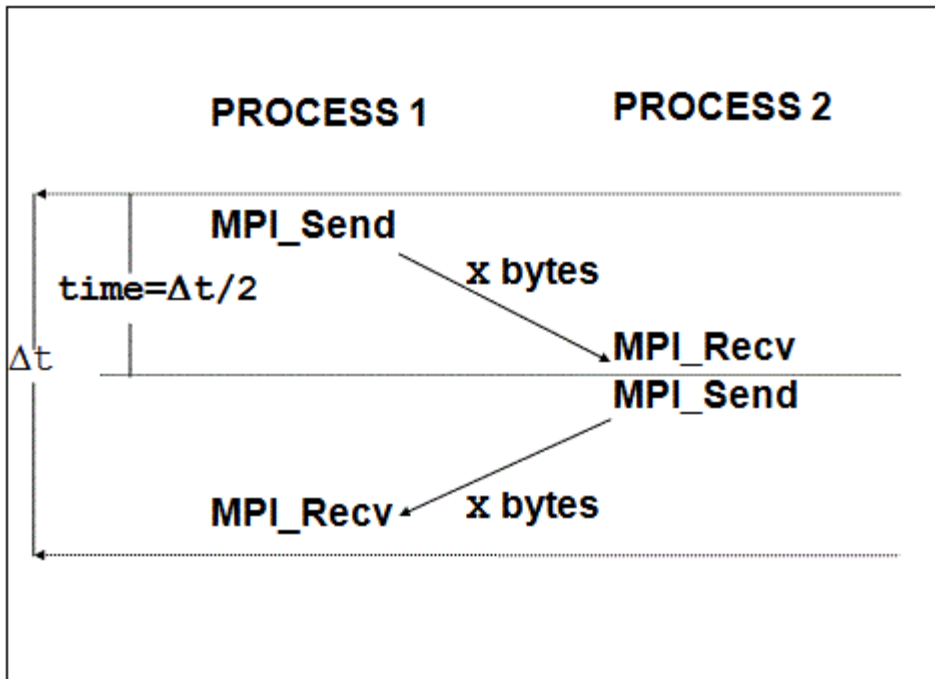 PROCESS 1
PROCESS 2
MPI_Send
x bytes
time=Δt/2
MPI_Recv
Δt
MPI_Send
MPI_Recv
x bytes